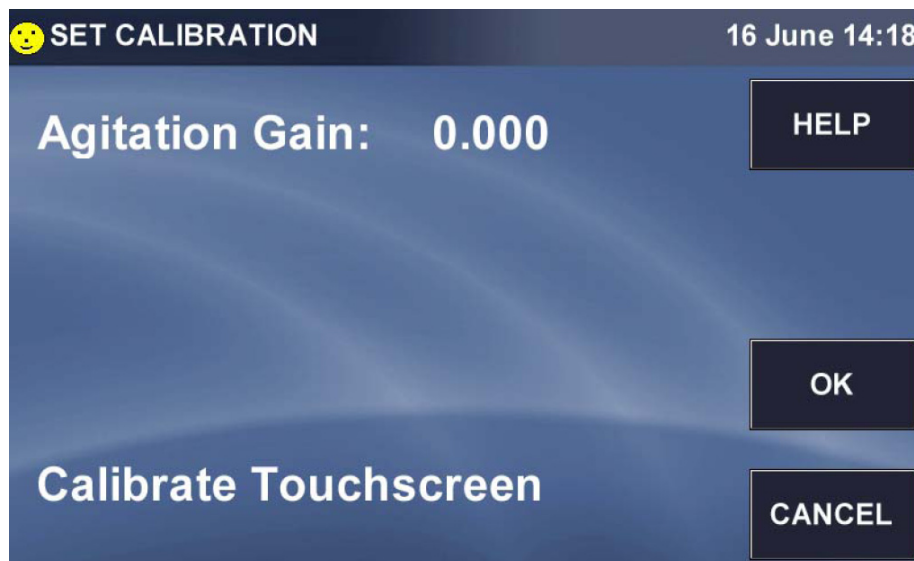 SET CALIBRATION 16 June 14:18
Agitation Gain: 0.000
HELP
OK
Calibrate Touchscreen
CANCEL